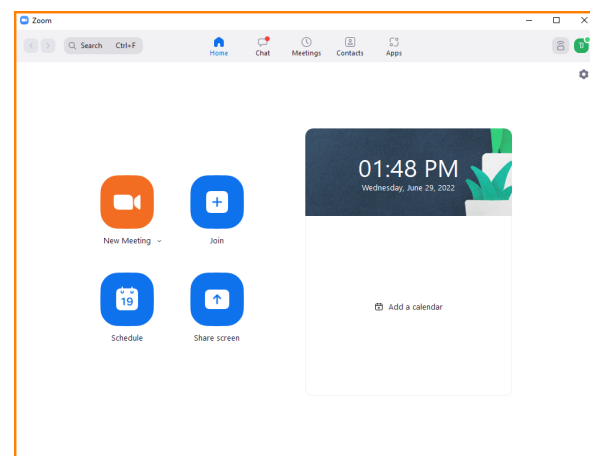 Zoom
Search Ctrl+F
Home
Chat
Meetings
Contacts
Apps
01:48 PM
Wednesday, June 29, 2022
New Meeting
Join
19
Schedule
Share screen
Add a calendar